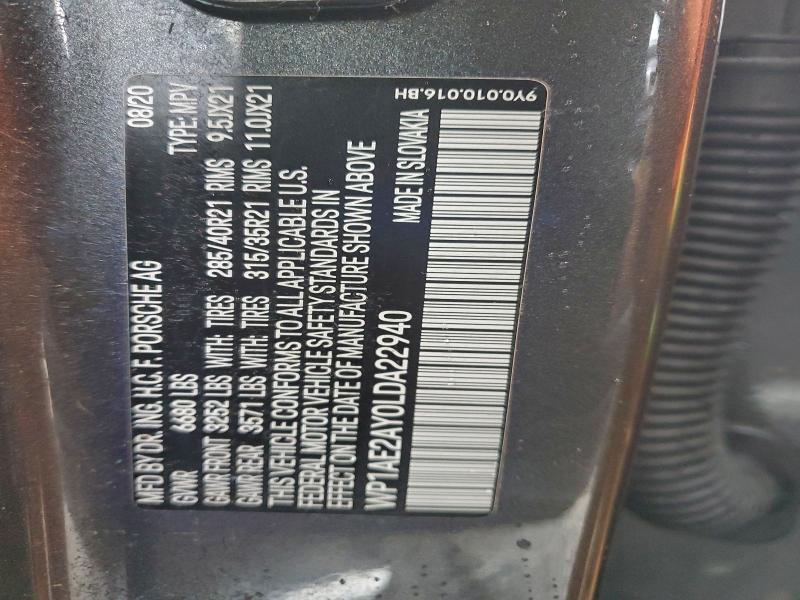 MFD BY DR. ING. H.C. F. PORSCHE AG 08/20
GVWR 6680 LBS TYPE: MPV
GAWR FRONT 3252 LBS WITH: TIRES 285/40R21 RIMS 9.5JX21
GAWR REAR 3571 LBS WITH: TIRES 315/35R21 RIMS 11.0JX21
THIS VEHICLE CONFORMS TO ALL APPLICABLE U.S.
FEDERAL MOTOR VEHICLE SAFETY STANDARDS IN
EFFECT ON THE DATE OF MANUFACTURE SHOWN ABOVE
WP1AE2AY0LDA22940
MADE IN SLOVAKIA
9Y0.010.016.BH